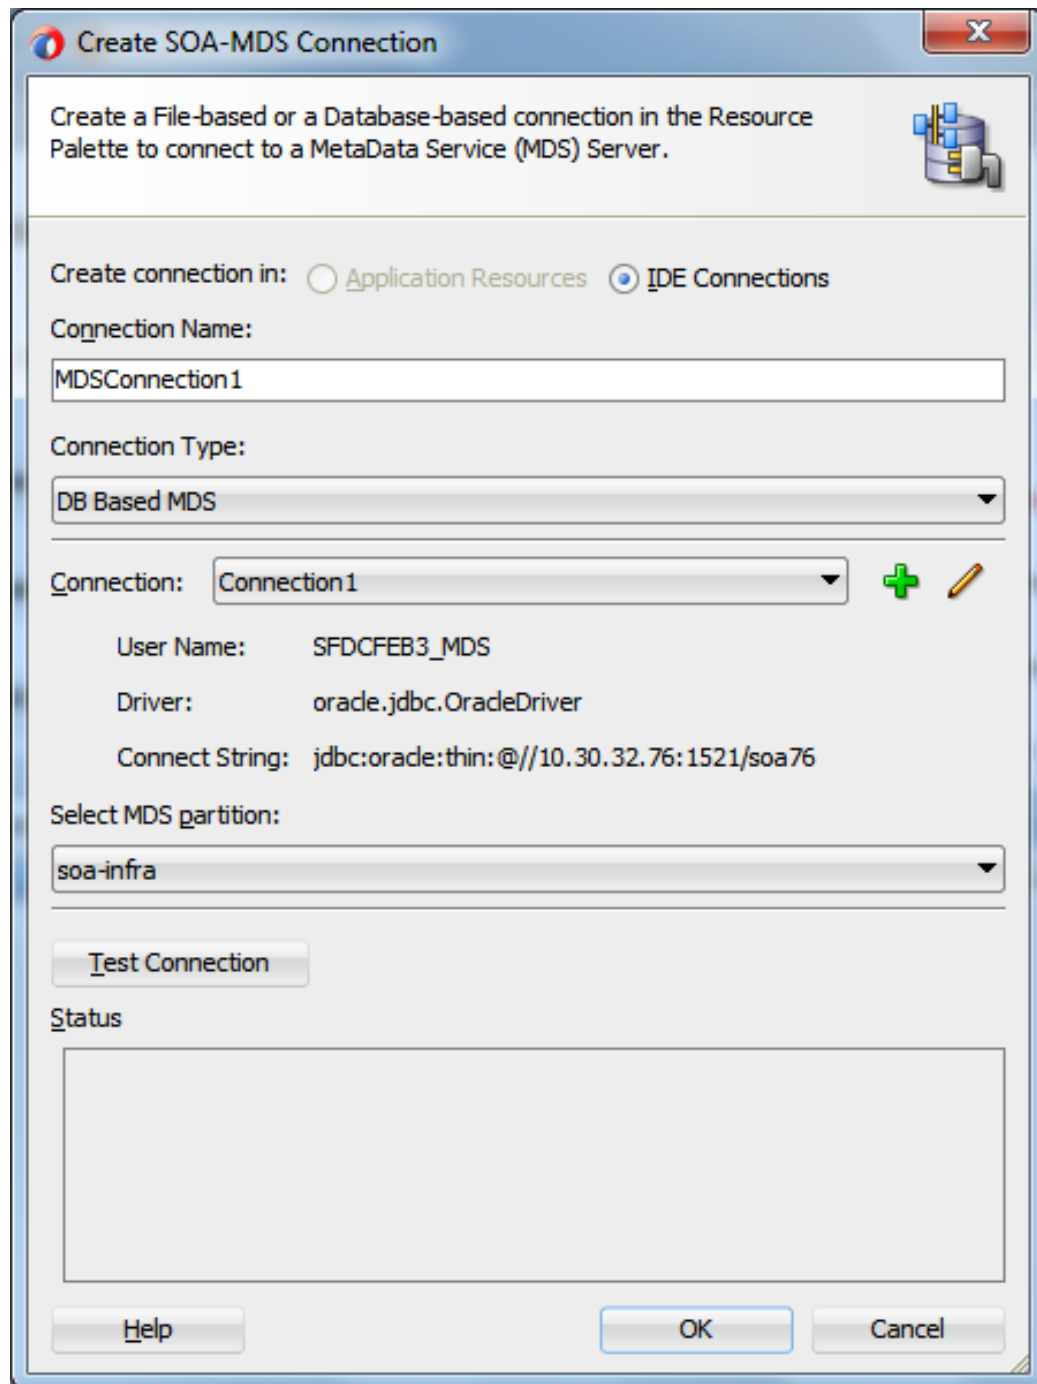 Create SOA-MDS Connection
Create a File-based or a Database-based connection in the Resource
Palette to connect to a MetaData Service (MDS) Server.
Create connection in: Application Resources IDE Connections
Connection Name:
MDSConnection1
Connection Type:
DB Based MDS
Connection: Connection1
User Name: SFDCFEB3_MDS
Driver: oracle.jdbc.OracleDriver
Connect String: jdbc:oracle:thin:@//10.30.32.76:1521/soa76
Select MDS partition:
soa-infra
Test Connection
Status
Help OK Cancel